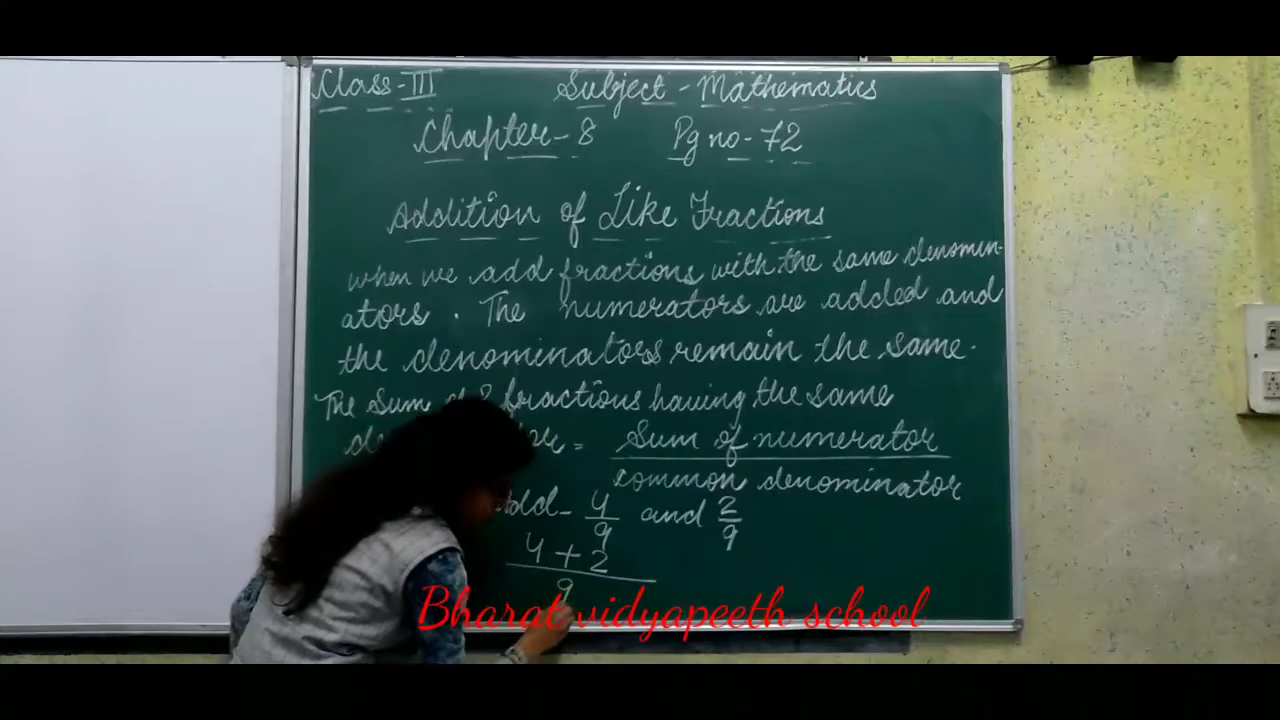 Class-III Subject - Mathematics
Chapter-8 Pg no-72
Addition of Like Fractions
when we add fractions with the same denomin-
ators. The numerators are added and
the denominators remain the same.
The Sum fractions having the same
= Sum of numerator
common denominator
Add- 4/9 and 2/9
4+2
9
Bharat vidyapeeth school